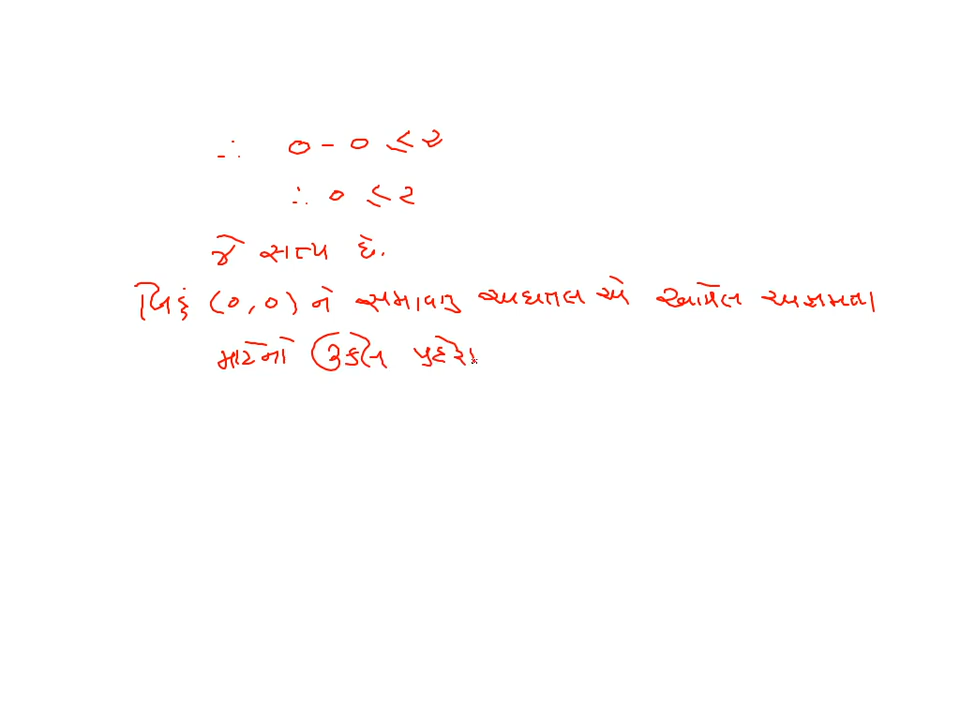 ∴ 0 - 0 ≤ 2
∴ 0 ≤ 2
જે સત્ય છે.
બિંદુ (0, 0) ને સમાવતુ અર્ધતલ એ આપેલ અસમતા
માટેનો ઉકેલ પ્રદેશ